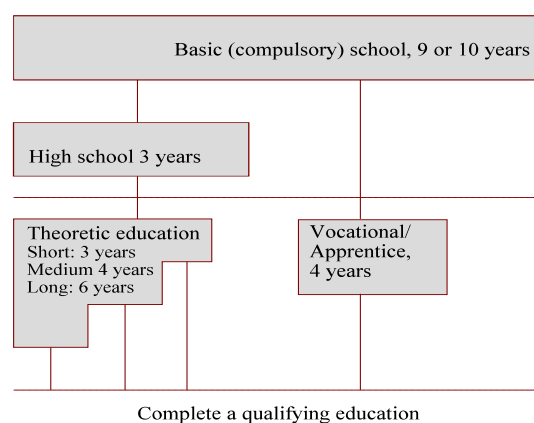 Basic (compulsory) school, 9 or 10 years
High school 3 years
Theoretic education
Short: 3 years
Medium 4 years
Long: 6 years
Vocational/
Apprentice,
4 years
Complete a qualifying education